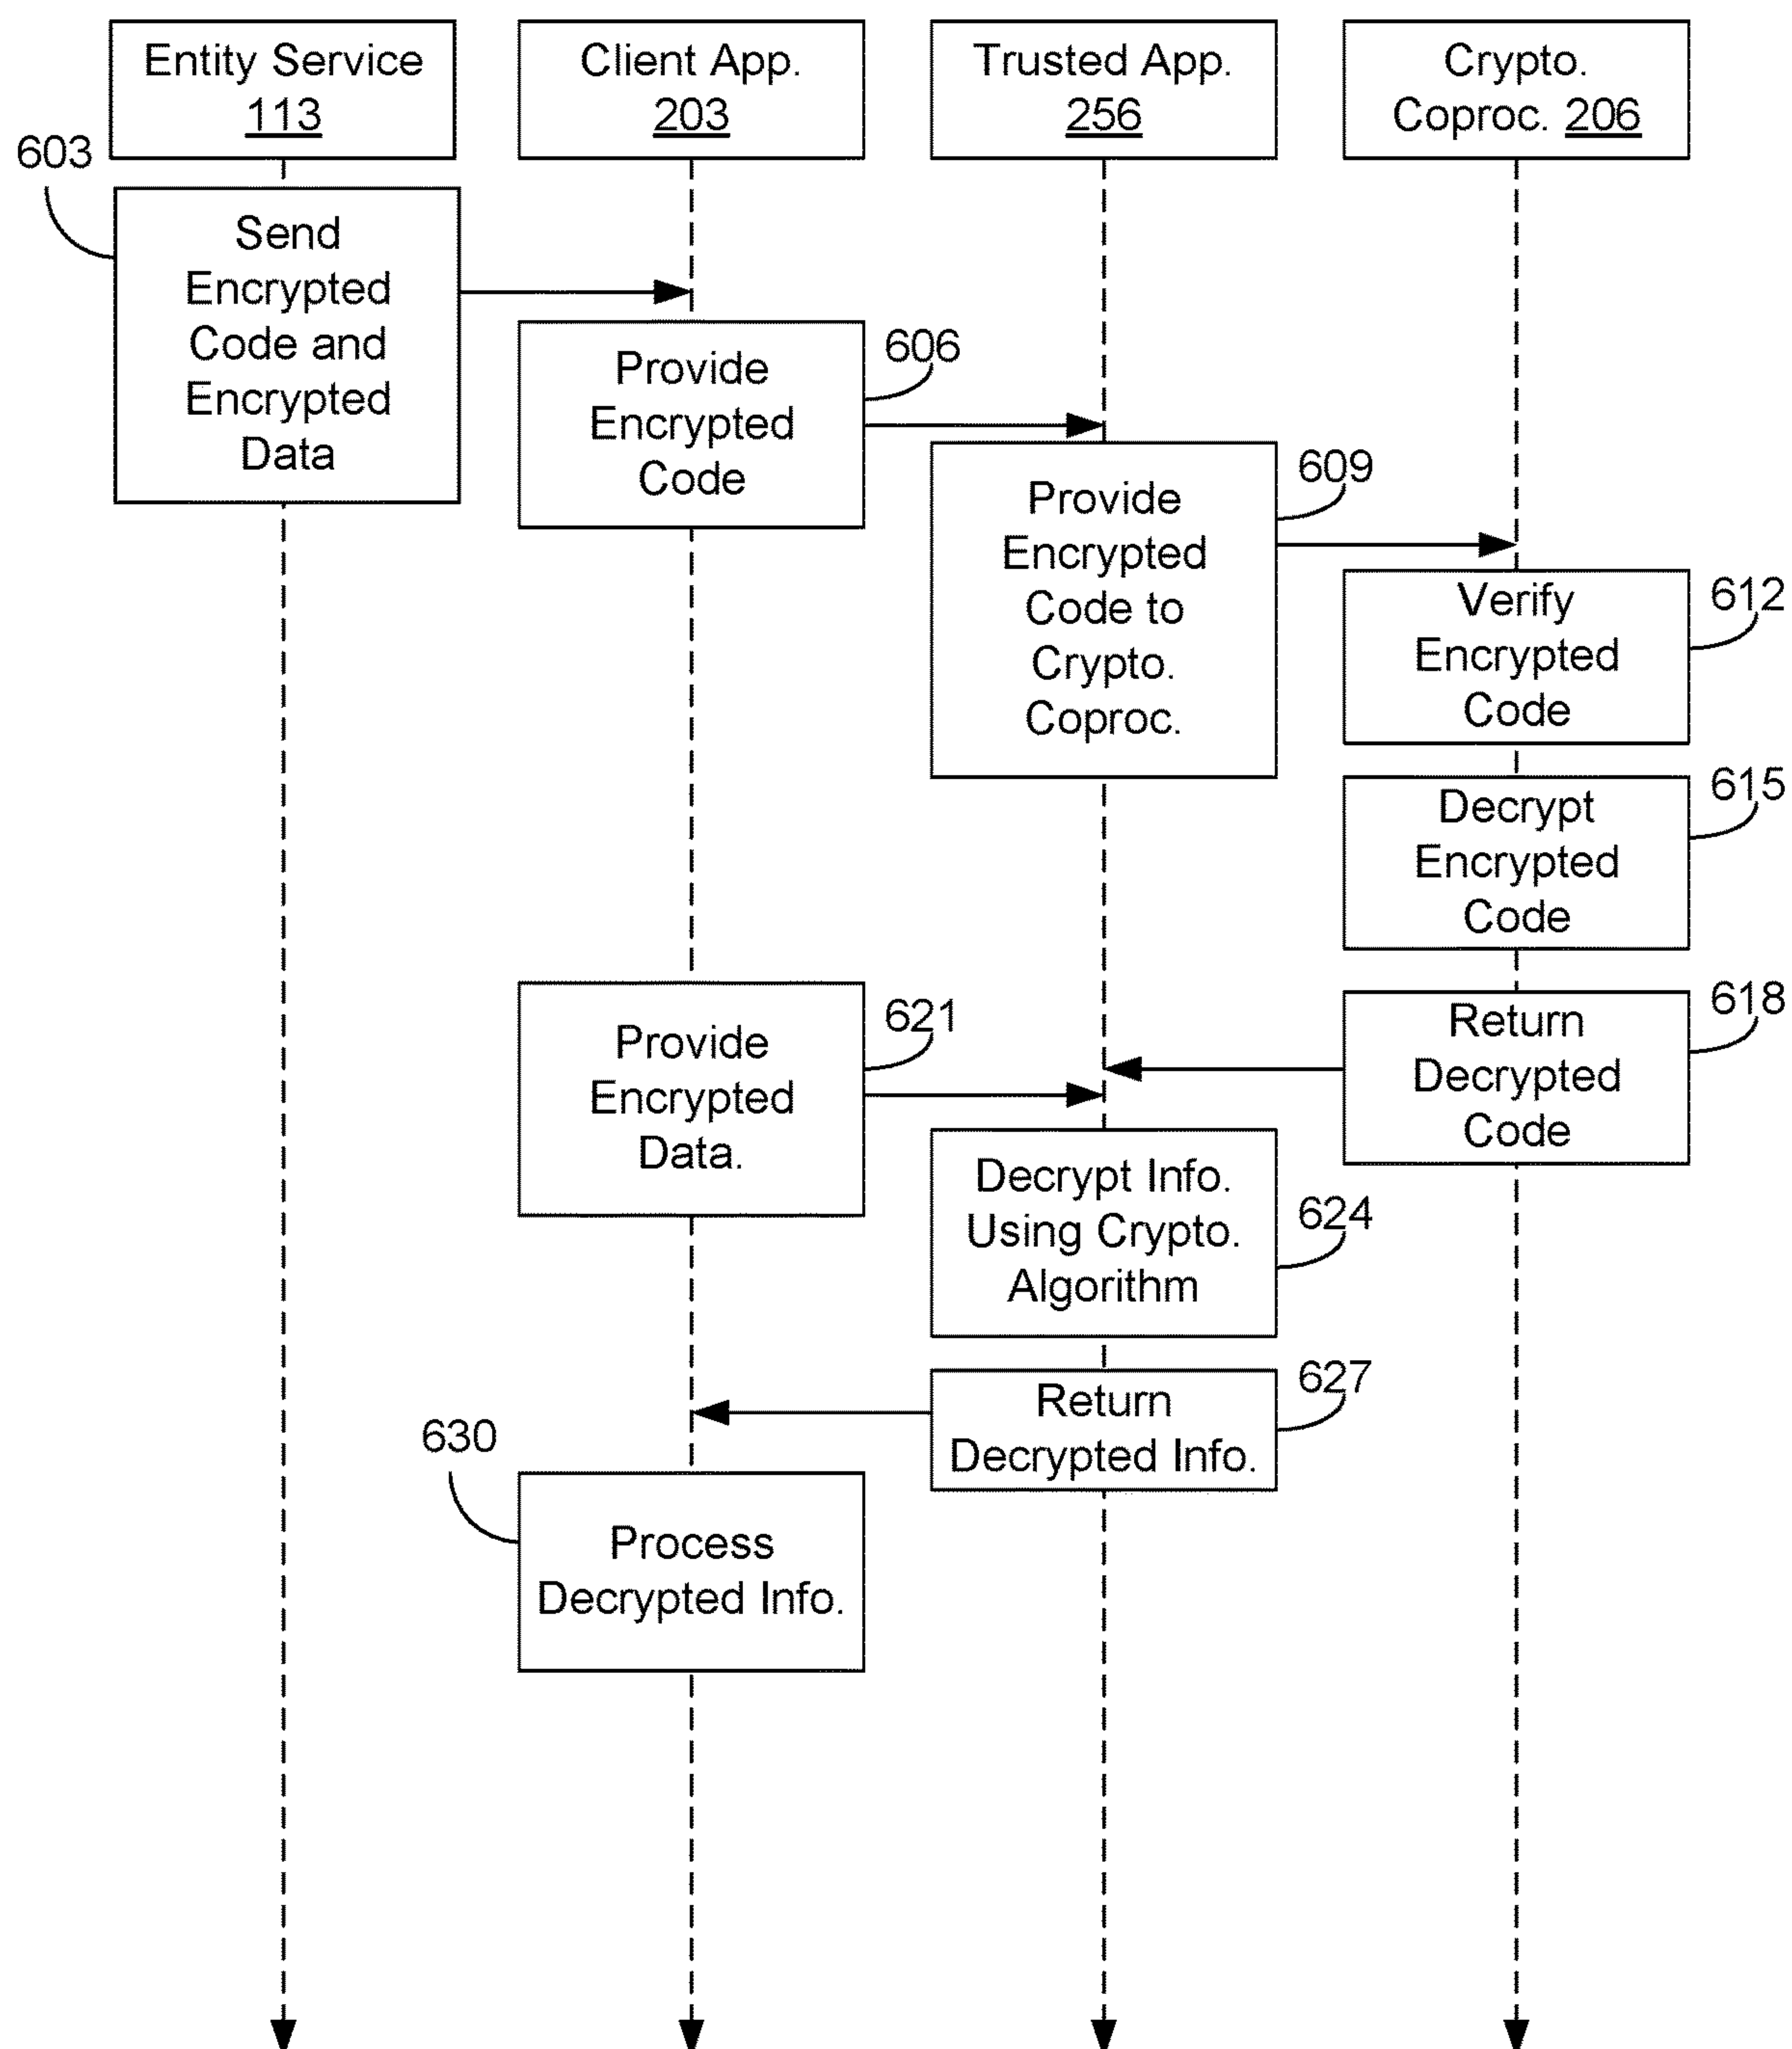 Entity Service
113
Client App.
203
Trusted App.
256
Crypto.
Coproc. 206
603
Send
Encrypted
Code and
Encrypted
Data
606
Provide
Encrypted
Code
609
Provide
Encrypted
Code to
Crypto.
Coproc.
612
Verify
Encrypted
Code
615
Decrypt
Encrypted
Code
618
Return
Decrypted
Code
621
Provide
Encrypted
Data.
624
Decrypt Info.
Using Crypto.
Algorithm
627
Return
Decrypted Info.
630
Process
Decrypted Info.